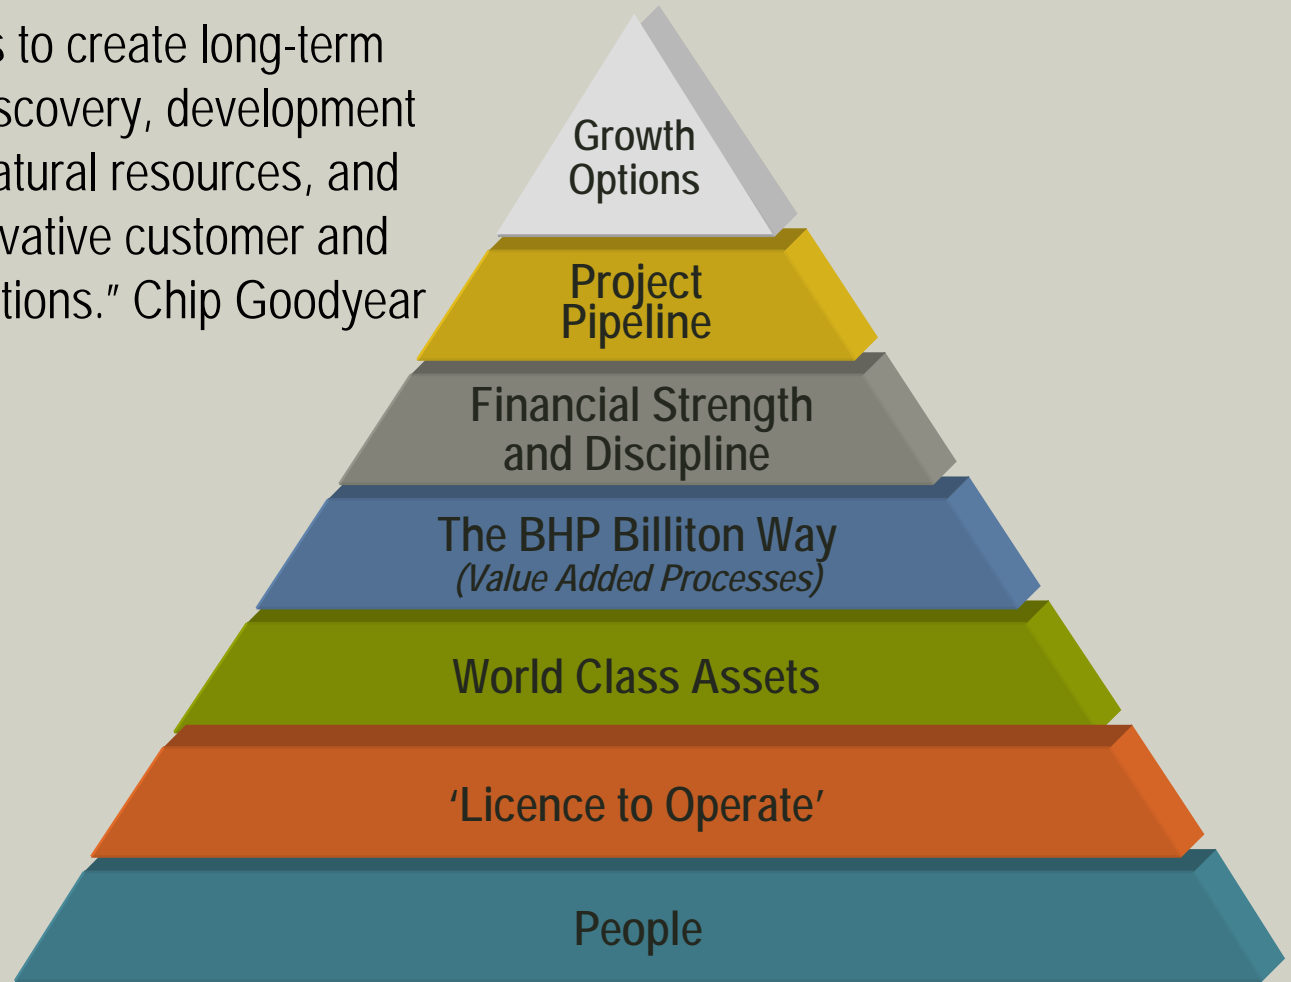 s to create long-term
scovery, development
atural resources, and
vative customer and
tions." Chip Goodyear
Growth
Options
Project
Pipeline
Financial Strength
and Discipline
The BHP Billiton Way
(Value Added Processes)
World Class Assets
‘Licence to Operate’
People